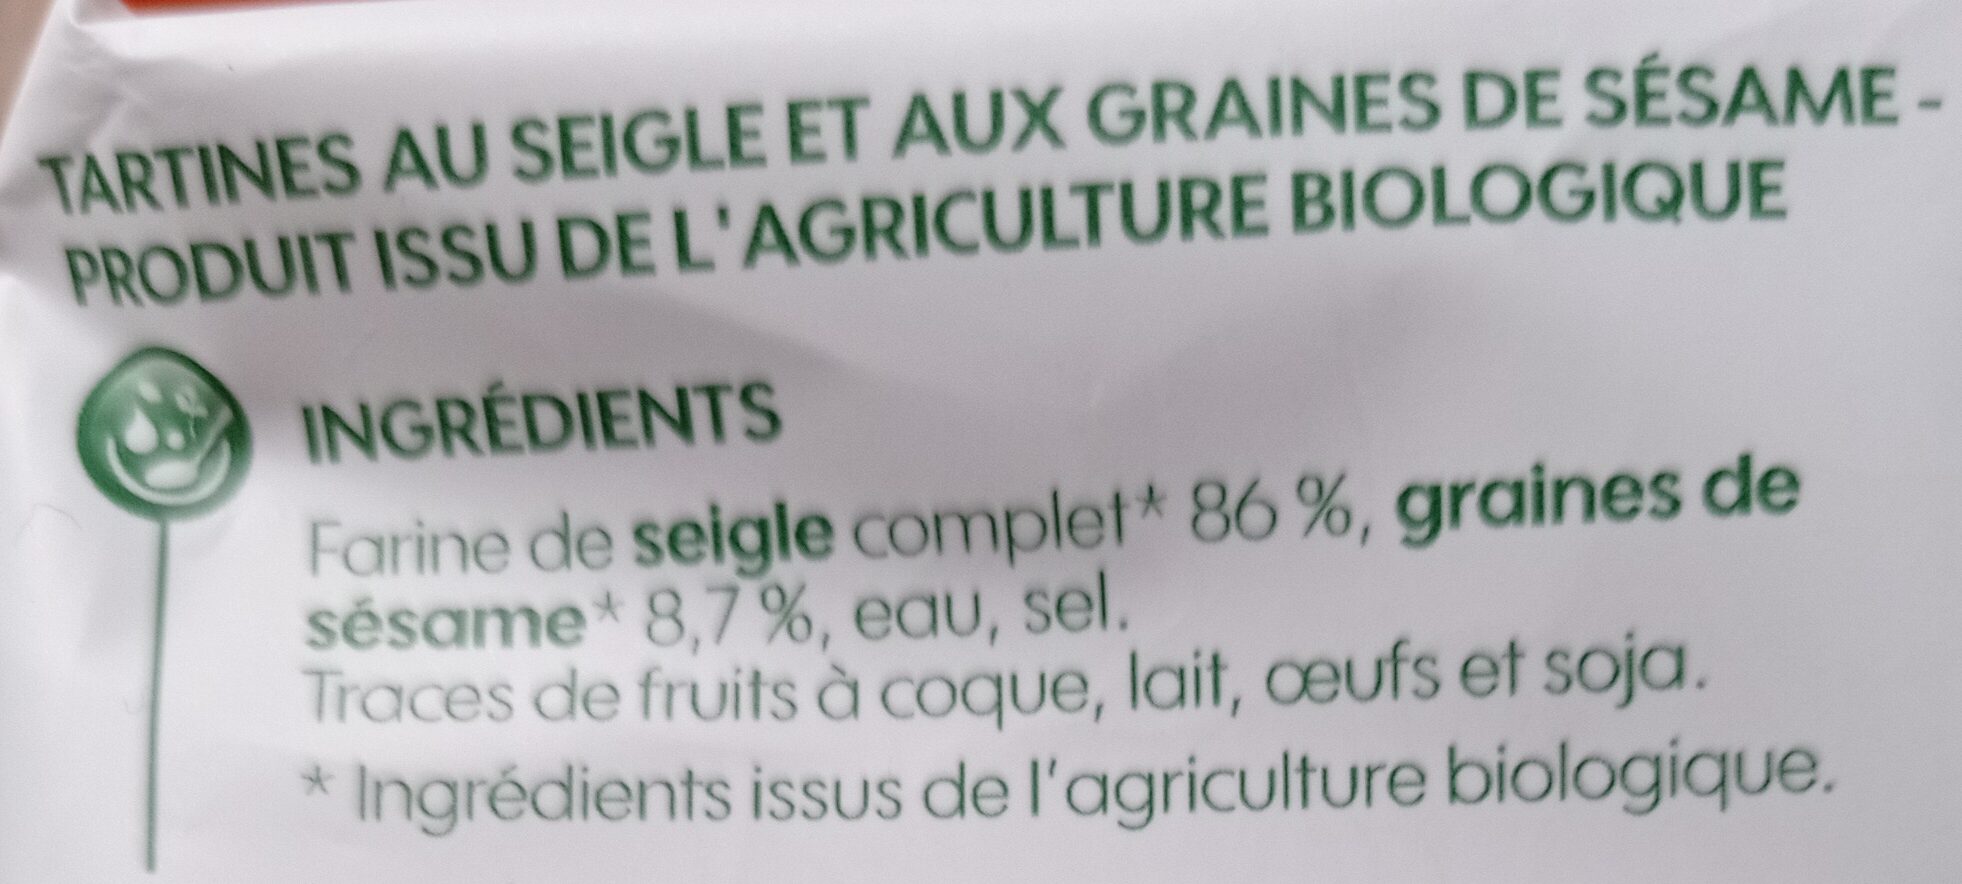 TARTINES AU SEIGLE ET AUX GRAINES DE SÉSAME -
PRODUIT ISSU DE L'AGRICULTURE BIOLOGIQUE
INGRÉDIENTS
Farine de seigle complet* 86 %, graines de
sésame* 8,7 %, eau, sel.
Traces de fruits à coque, lait, œufs et soja.
* Ingrédients issus de l'agriculture biologique.